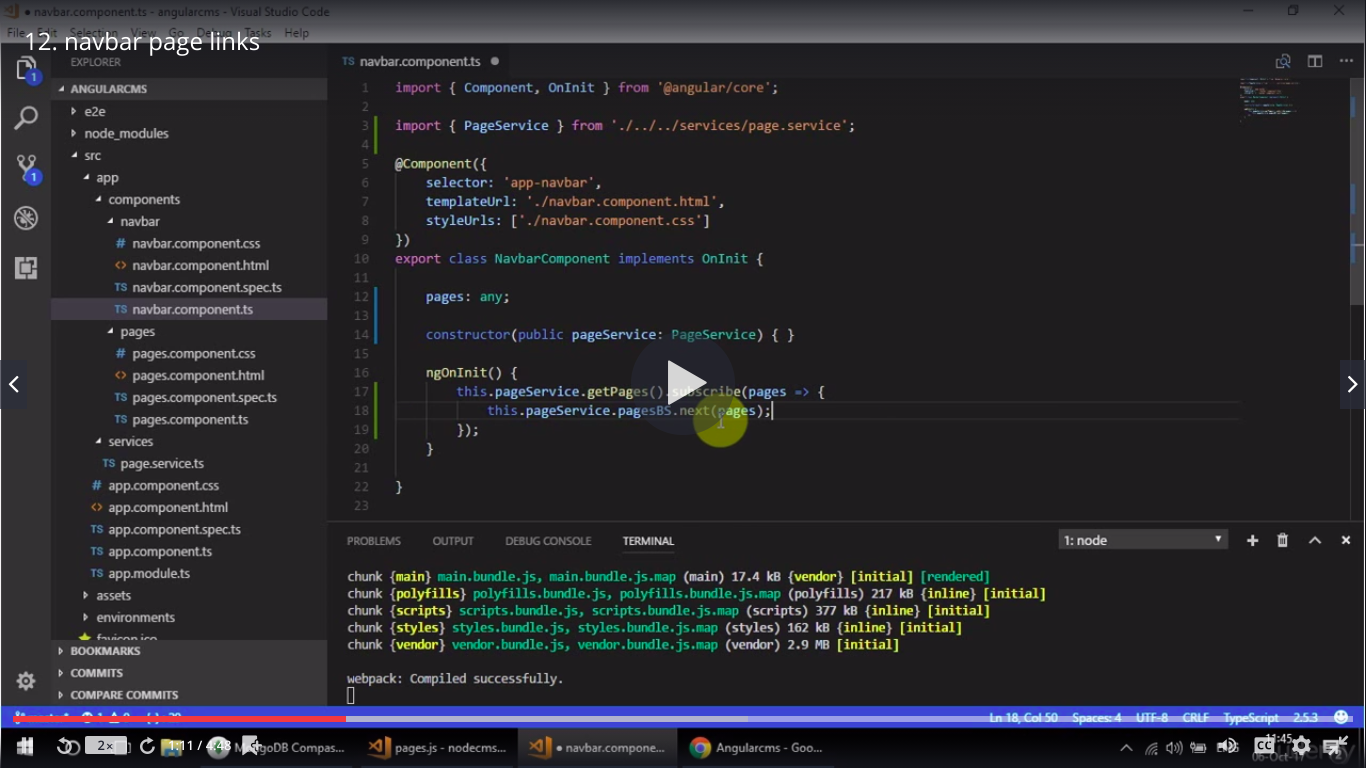 navbar.component.ts - angularcms - Visual Studio Code
File Edit Selection View Go Debug Tasks Help
12. navbar page links
EXPLORER
ANGULARCMS
e2e
node_modules
src
app
components
navbar
navbar.component.css
navbar.component.html
navbar.component.spec.ts
navbar.component.ts
pages
pages.component.css
pages.component.html
pages.component.spec.ts
pages.component.ts
services
page.service.ts
app.component.css
app.component.html
app.component.spec.ts
app.component.ts
app.module.ts
assets
environments
favicon.ico
BOOKMARKS
COMMITS
COMPARE COMMITS
1
1
TS navbar.component.ts
1 import { Component, OnInit } from '@angular/core';
2
3 import { PageService } from './../../services/page.service';
4
5 @Component({
6 selector: 'app-navbar',
7 templateUrl: './navbar.component.html',
8 styleUrls: ['./navbar.component.css']
9 })
10 export class NavbarComponent implements OnInit {
11
12 pages: any;
13
14 constructor(public pageService: PageService) { }
15
16 ngOnInit() {
17 this.pageService.getPages().subscribe(pages => {
18 this.pageService.pagesBS.next(pages);
19 });
20 }
21
22 }
23
PROBLEMS OUTPUT DEBUG CONSOLE TERMINAL 1: node
chunk {main} main.bundle.js, main.bundle.js.map (main) 17.4 kB {vendor} [initial] [rendered]
chunk {polyfills} polyfills.bundle.js, polyfills.bundle.js.map (polyfills) 217 kB {inline} [initial]
chunk {scripts} scripts.bundle.js, scripts.bundle.js.map (scripts) 377 kB {inline} [initial]
chunk {styles} styles.bundle.js, styles.bundle.js.map (styles) 162 kB {inline} [initial]
chunk {vendor} vendor.bundle.js, vendor.bundle.js.map (vendor) 2.9 MB [initial]
webpack: Compiled successfully.
Ln 18, Col 50 Spaces: 4 UTF-8 CRLF TypeScript 2.5.3
2x 1:11 / 4:48 MongoDB Compas... pages.js - nodecms... navbar.compone... Angularcms - Goo... CC 11:45
06-Oct-17